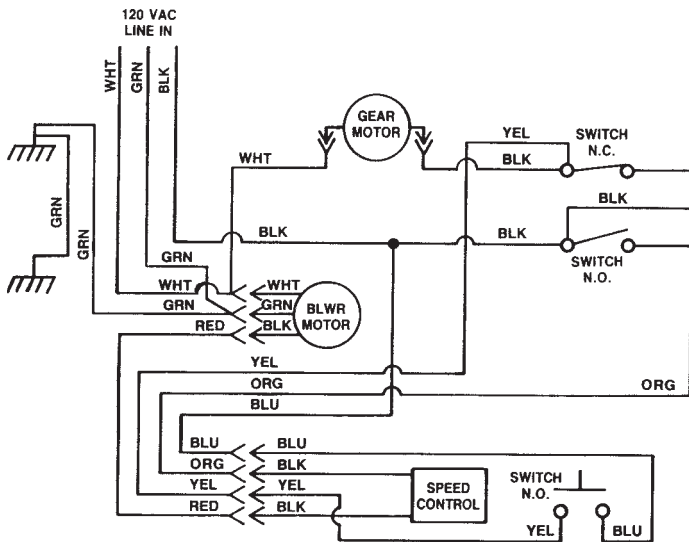 120 VAC
LINE IN
WHT
GRN
BLK
GEAR
MOTOR
YEL
SWITCH
N.C.
WHT
BLK
BLK
GRN
GRN
BLK
BLK
SWITCH
N.O.
GRN
WHT
WHT
GRN
GRN
BLWR
MOTOR
RED
BLK
YEL
ORG
ORG
BLU
BLU
BLU
ORG
BLK
YEL
YEL
RED
BLK
SPEED
CONTROL
SWITCH
N.O.
YEL
BLU